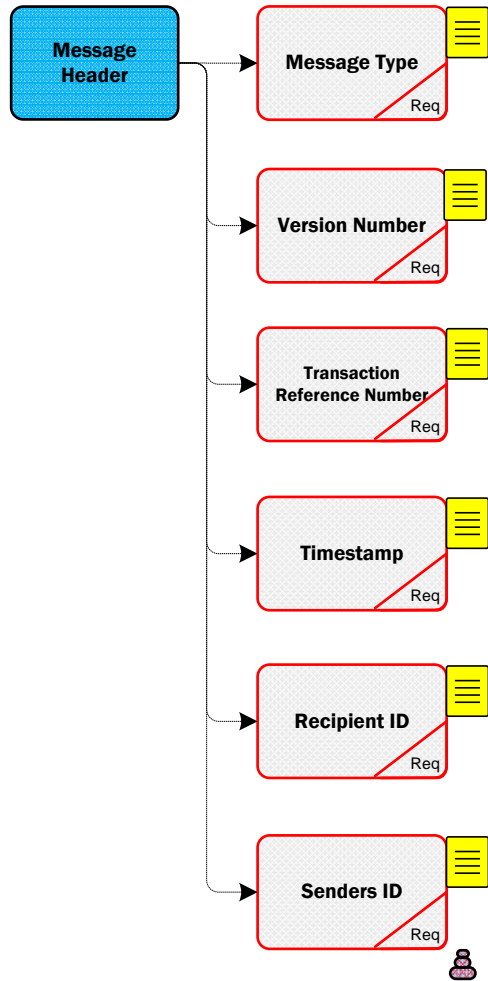 Message
Header
Message Type
Req
Version Number
Req
Transaction
Reference Number
Req
Timestamp
Req
Recipient ID
Req
Senders ID
Req